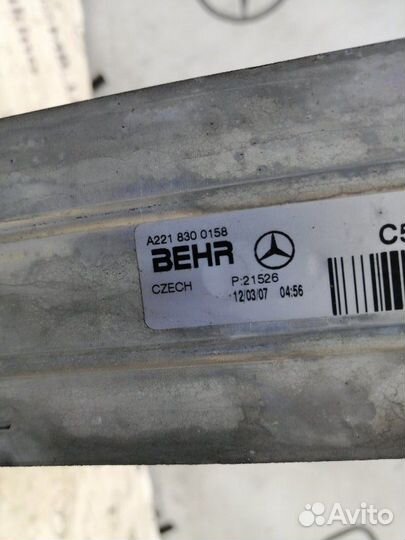 A221 830 0158
BEHR
C5
CZECH
P:21526
12/03/07 04:56
Avito